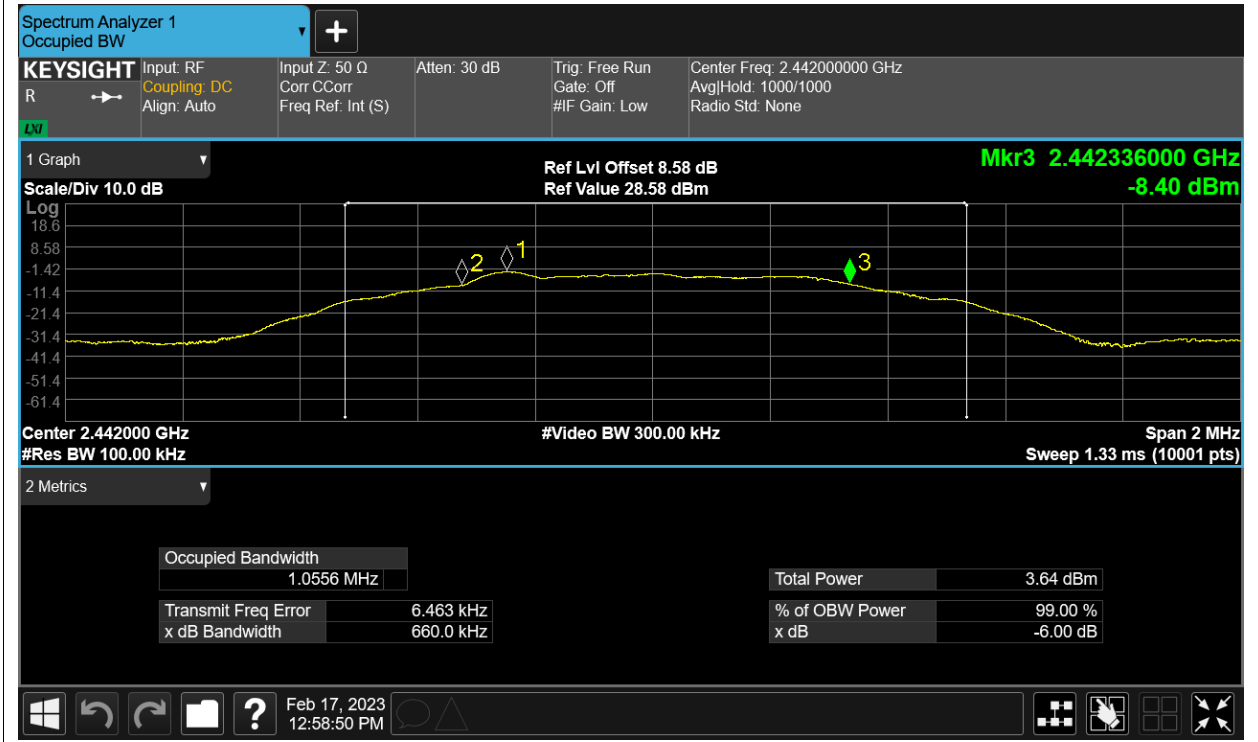 Spectrum Analyzer 1
Occupied BW
KEYSIGHT
R
LXI
Input: RF
Coupling: DC
Align: Auto
Input Z: 50 Ω
Corr CCorr
Freq Ref: Int (S)
Atten: 30 dB
Trig: Free Run
Gate: Off
#IF Gain: Low
Center Freq: 2.442000000 GHz
Avg|Hold: 1000/1000
Radio Std: None
1 Graph
Scale/Div 10.0 dB
Ref Lvl Offset 8.58 dB
Ref Value 28.58 dBm
Mkr3 2.442336000 GHz
-8.40 dBm
Log
18.6
8.58
-1.42
-11.4
-21.4
-31.4
-41.4
-51.4
-61.4
2
1
3
Center 2.442000 GHz
#Res BW 100.00 kHz
#Video BW 300.00 kHz
Span 2 MHz
Sweep 1.33 ms (10001 pts)
2 Metrics
Occupied Bandwidth
1.0556 MHz
Transmit Freq Error 6.463 kHz
x dB Bandwidth 660.0 kHz
Total Power 3.64 dBm
% of OBW Power 99.00 %
x dB -6.00 dB
?
Feb 17, 2023
12:58:50 PM